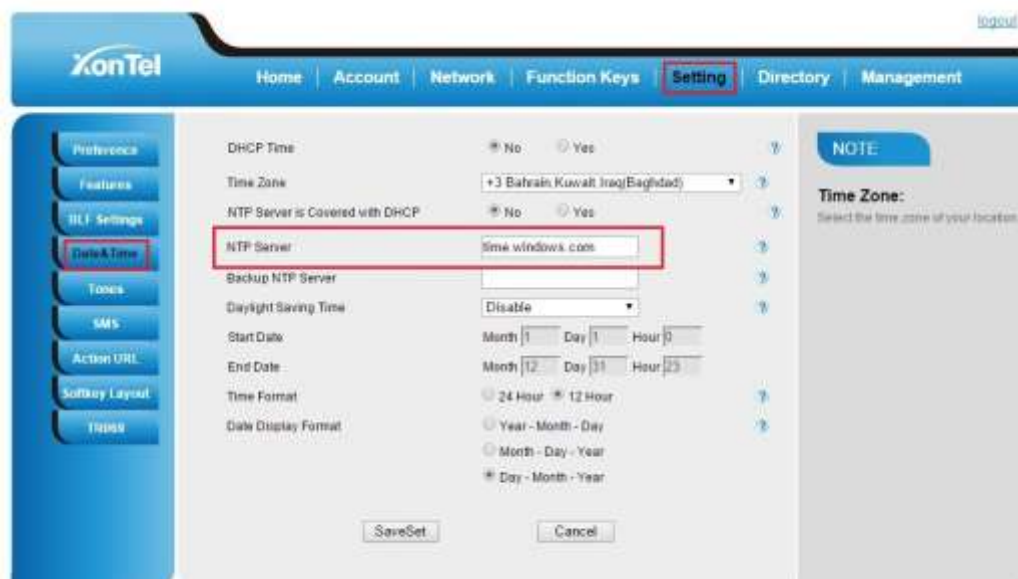 logout
XonTel
Home | Account | Network | Function Keys | Setting | Directory | Management
Preference
Features
BLF Settings
Date&Time
Tones
SMS
Action URL
Softkey Layout
TR069
DHCP Time No Yes ?
Time Zone +3 Bahrain,Kuwait,Iraq(Baghdad) ?
NTP Server is Covered with DHCP No Yes ?
NTP Server time.windows.com ?
Backup NTP Server ?
Daylight Saving Time Disable ?
Start Date Month 1 Day 1 Hour 0
End Date Month 12 Day 31 Hour 23
Time Format 24 Hour 12 Hour ?
Date Display Format Year - Month - Day ?
Month - Day - Year
Day - Month - Year
SaveSet Cancel
NOTE
Time Zone:
Select the time zone of your location